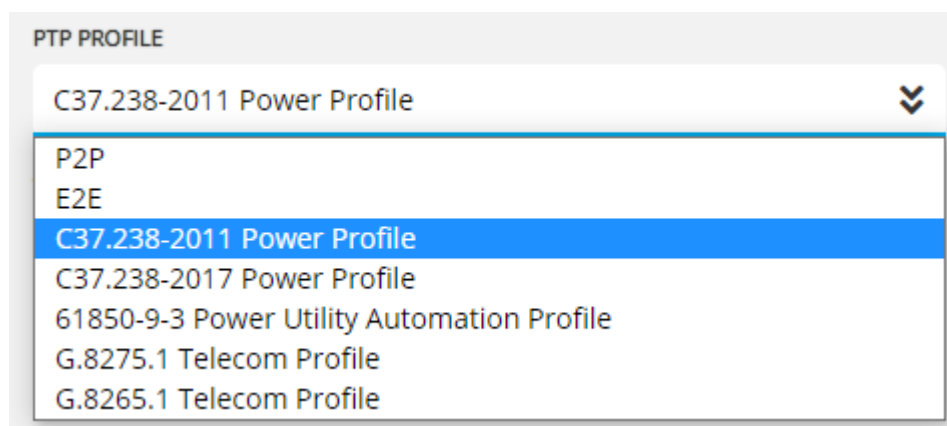 PTP PROFILE
C37.238-2011 Power Profile
P2P
E2E
C37.238-2011 Power Profile
C37.238-2017 Power Profile
61850-9-3 Power Utility Automation Profile
G.8275.1 Telecom Profile
G.8265.1 Telecom Profile